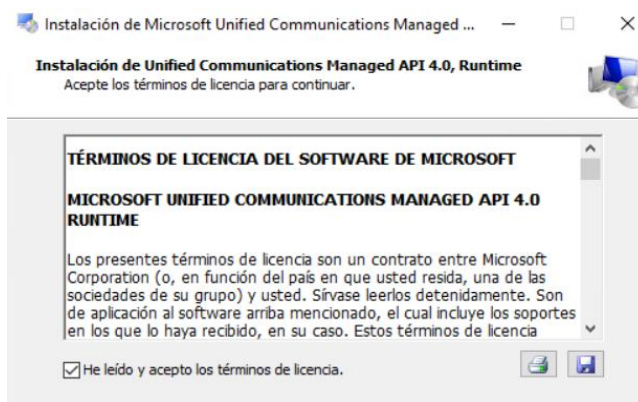 Instalación de Microsoft Unified Communications Managed ...
Instalación de Unified Communications Managed API 4.0, Runtime
Acepte los términos de licencia para continuar.
TÉRMINOS DE LICENCIA DEL SOFTWARE DE MICROSOFT
MICROSOFT UNIFIED COMMUNICATIONS MANAGED API 4.0
RUNTIME
Los presentes términos de licencia son un contrato entre Microsoft
Corporation (o, en función del país en que usted resida, una de las
sociedades de su grupo) y usted. Sírvase leerlos detenidamente. Son
de aplicación al software arriba mencionado, el cual incluye los soportes
en los que lo haya recibido, en su caso. Estos términos de licencia
He leído y acepto los términos de licencia.